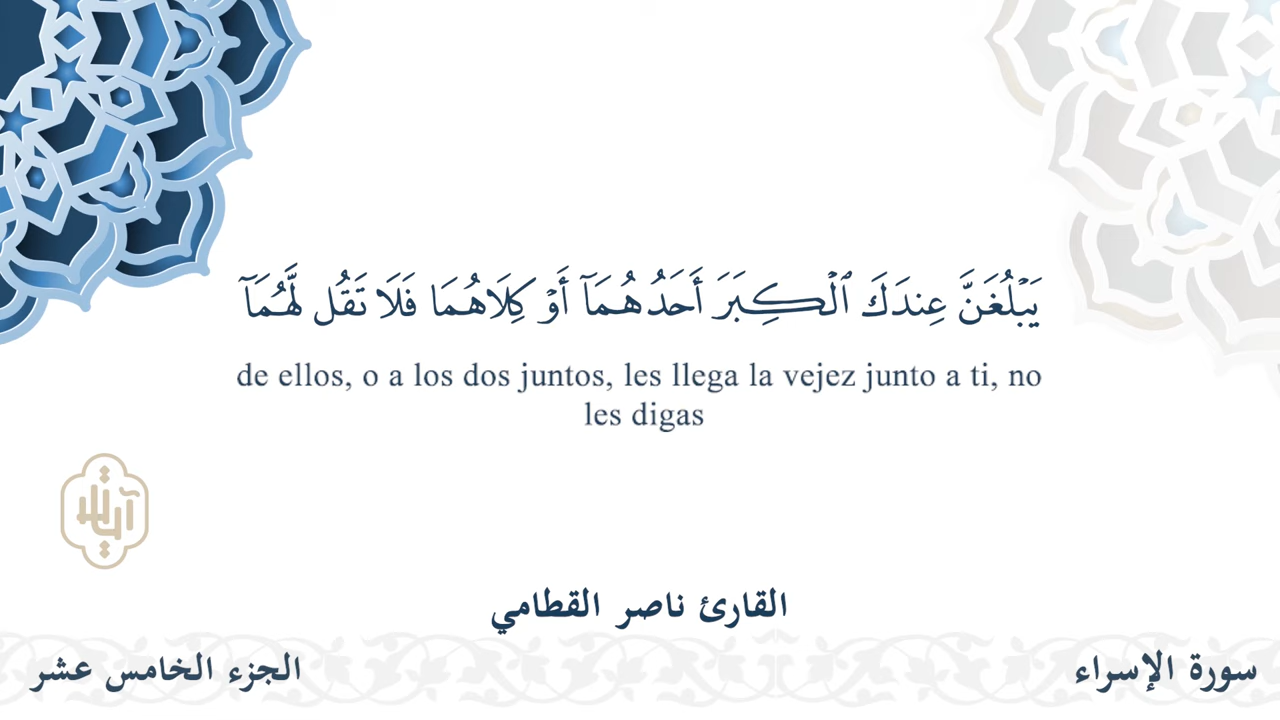 يَبۡلُغَنَّ عِندَكَ ٱلۡكِبَرَ أَحَدُهُمَآ أَوۡ كِلَاهُمَا فَلَا تَقُل لَّهُمَآ
de ellos, o a los dos juntos, les llega la vejez junto a ti, no
les digas
القارئ ناصر القطامي
سورة الإسراء
الجزء الخامس عشر